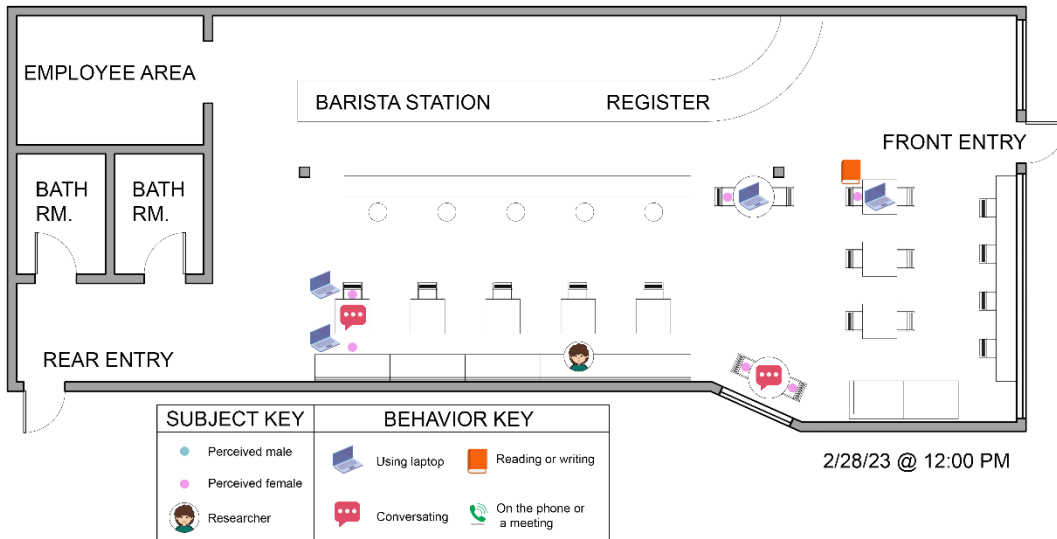 EMPLOYEE AREA
BARISTA STATION
REGISTER
FRONT ENTRY
BATH
RM.
BATH
RM.
REAR ENTRY
2/28/23 @ 12:00 PM
SUBJECT KEY
Perceived male
Perceived female
Researcher
BEHAVIOR KEY
Using laptop
Reading or writing
Conversating
On the phone or
a meeting